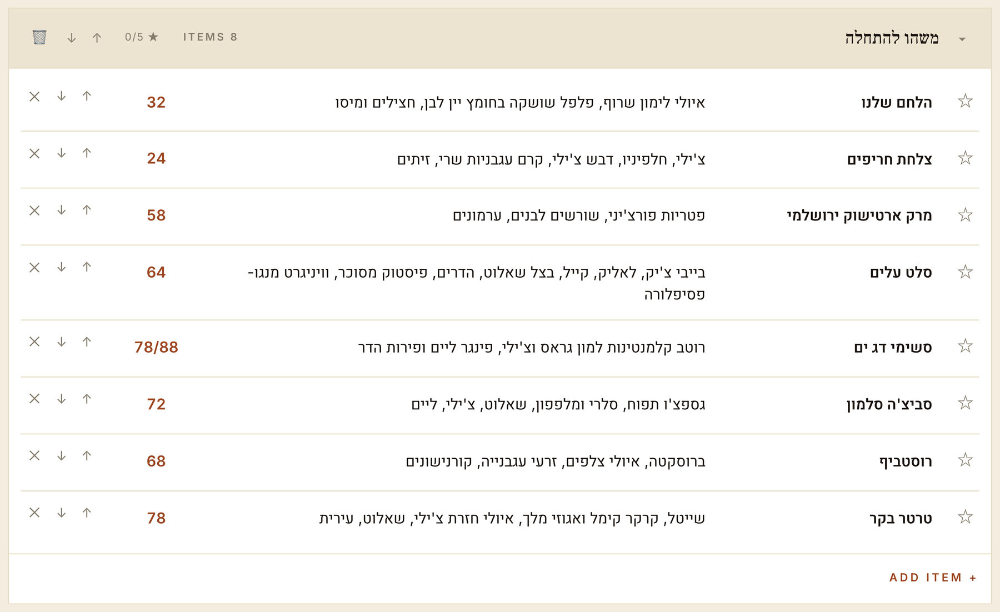 משהו להתחלה
ITEMS 8
0/5 ★
הלחם שלנו
איולי לימון שרוף, פלפל שושקה בחומץ יין לבן, חצילים ומיסו
32
צלחת חריפים
צ'ילי, חלפיניו, דבש צ'ילי, קרם עגבניות שרי, זיתים
24
מרק ארטישוק ירושלמי
פטריות פורצ'יני, שורשים לבנים, ערמונים
58
סלט עלים
בייבי צ'יק, לאליק, קייל, בצל שאלוט, הדרים, פיסטוק מסוכר, וויניגרט מנגו-
פסיפלורה
64
סשימי דג ים
רוטב קלמנטינות למון גראס וצ'ילי, פינגר ליים ופירות הדר
78/88
סביצ'ה סלמון
גספצ'ו תפוח, סלרי ומלפפון, שאלוט, צ'ילי, ליים
72
רוסטביף
ברוסקטה, איולי צלפים, זרעי עגבנייה, קורנישונים
68
טרטר בקר
שייטל, קרקר קימל ואגוזי מלך, איולי חזרת צ'ילי, שאלוט, עירית
78
ADD ITEM +